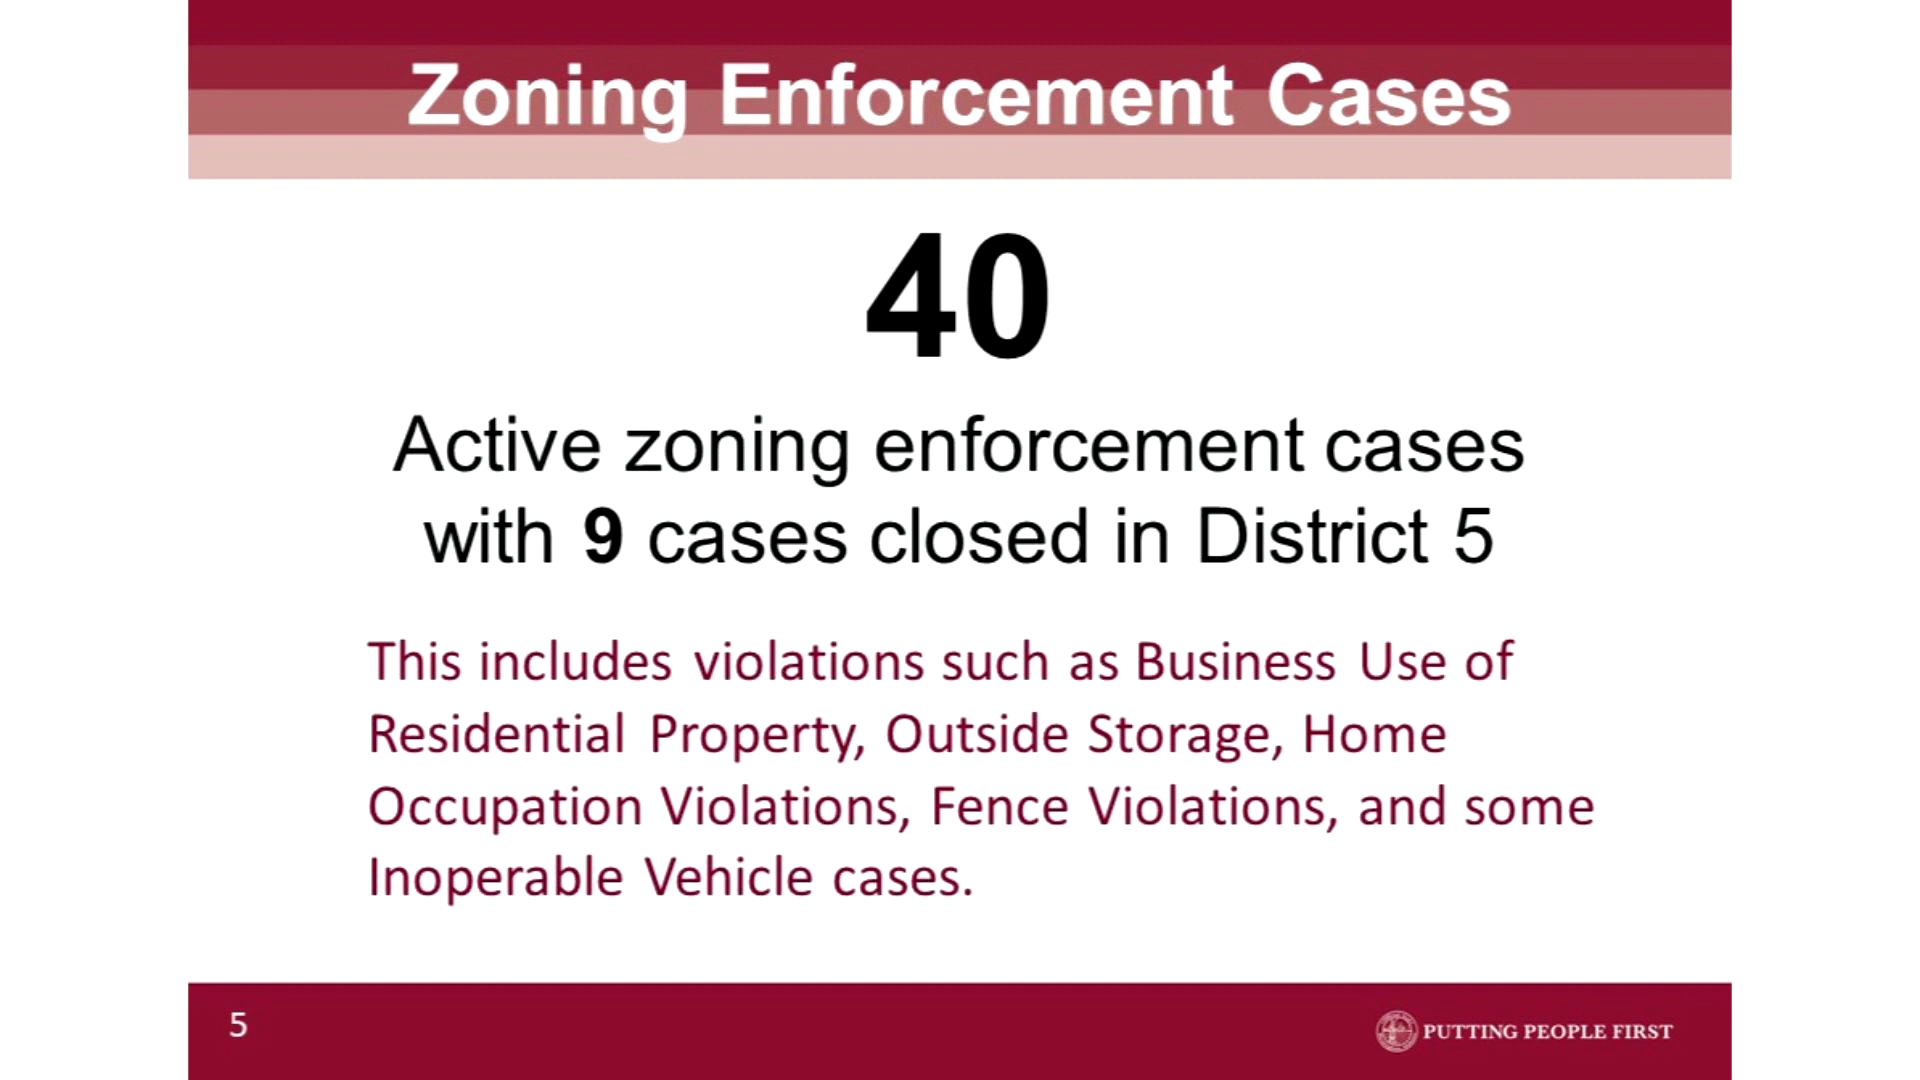 Zoning Enforcement Cases
40
Active zoning enforcement cases
with 9 cases closed in District 5
This includes violations such as Business Use of
Residential Property, Outside Storage, Home
Occupation Violations, Fence Violations, and some
Inoperable Vehicle cases.
5
PUTTING PEOPLE FIRST